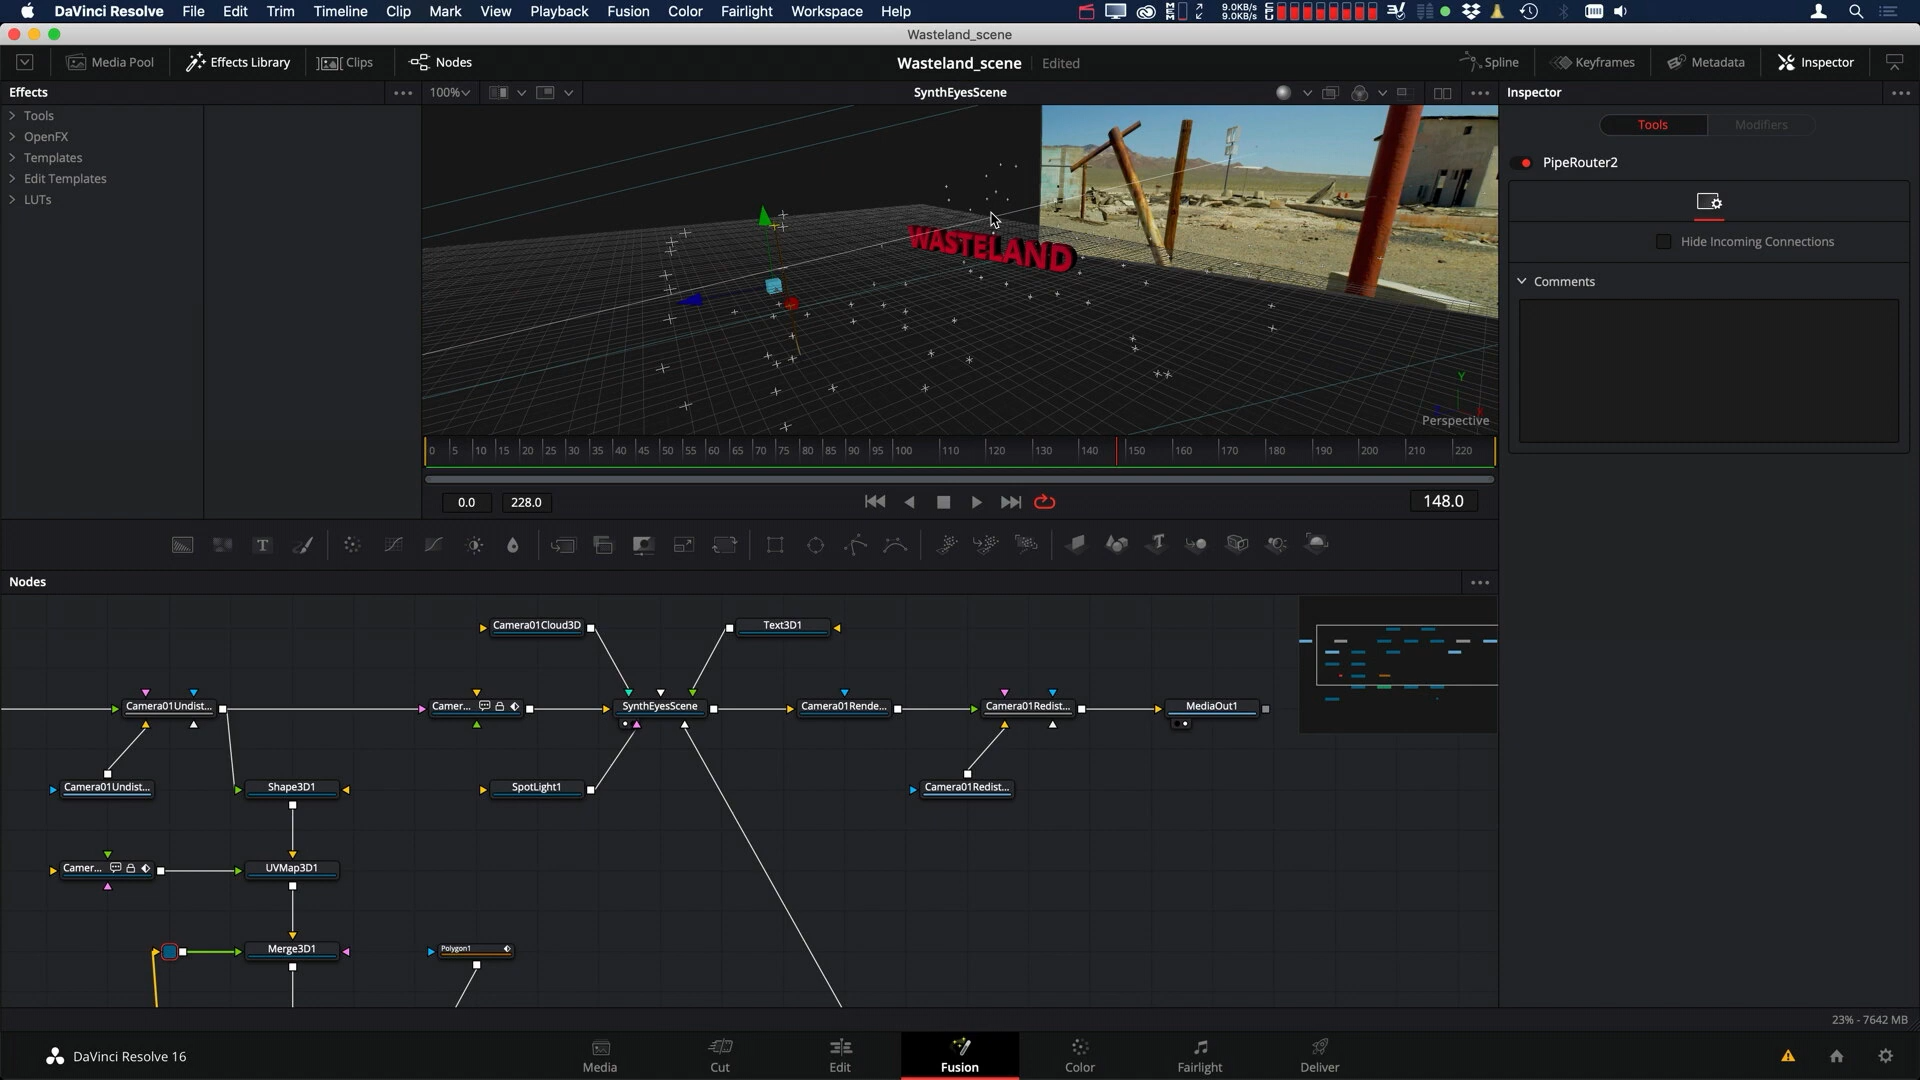 DaVinci Resolve File Edit Trim Timeline Clip Mark View Playback Fusion Color Fairlight Workspace Help
9.0KB/s
9.0KB/s
Wasteland_scene
Media Pool Effects Library Clips Nodes Wasteland_scene Edited Spline Keyframes Metadata Inspector
Effects 100% SynthEyesScene Inspector
Tools
OpenFX
Templates
Edit Templates
LUTs
Tools Modifiers
PipeRouter2
Hide Incoming Connections
Comments
WASTELAND
Y
Perspective
0 5 10 15 20 25 30 35 40 45 50 55 60 65 70 75 80 85 90 95 100 110 120 130 140 150 160 170 180 190 200 210 220
0.0 228.0 148.0
Nodes
Camera01Cloud3D Text3D1
Camera01Undist... Camer... SynthEyesScene Camera01Rende... Camera01Redist... MediaOut1
Camera01Undist... Shape3D1 SpotLight1 Camera01Redist...
Camer... UVMap3D1
Merge3D1 Polygon1
23% - 7642 MB
DaVinci Resolve 16 Media Cut Edit Fusion Color Fairlight Deliver